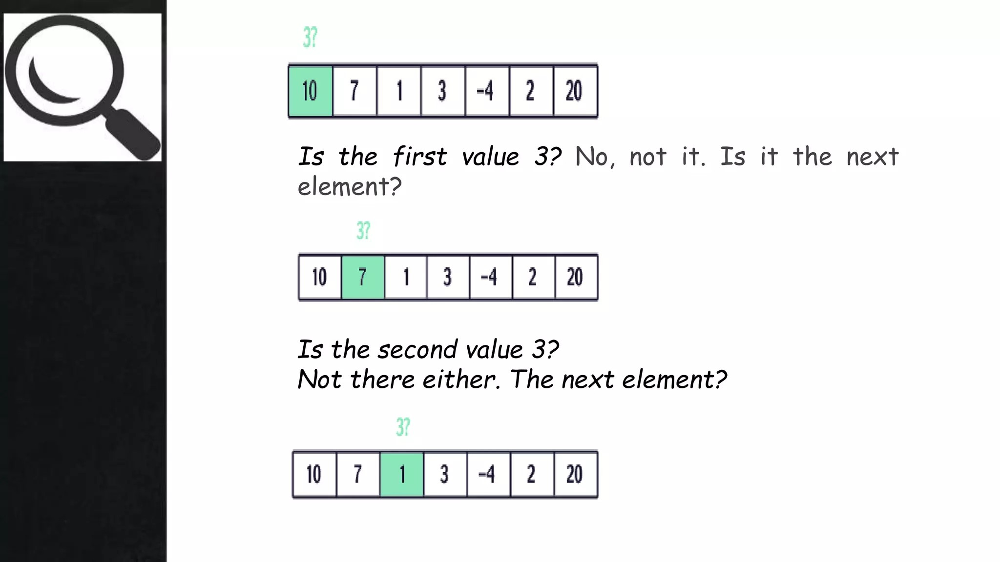 3?
10 7 1 3 -4 2 20
Is the first value 3? No, not it. Is it the next
element?
3?
10 7 1 3 -4 2 20
Is the second value 3?
Not there either. The next element?
3?
10 7 1 3 -4 2 20